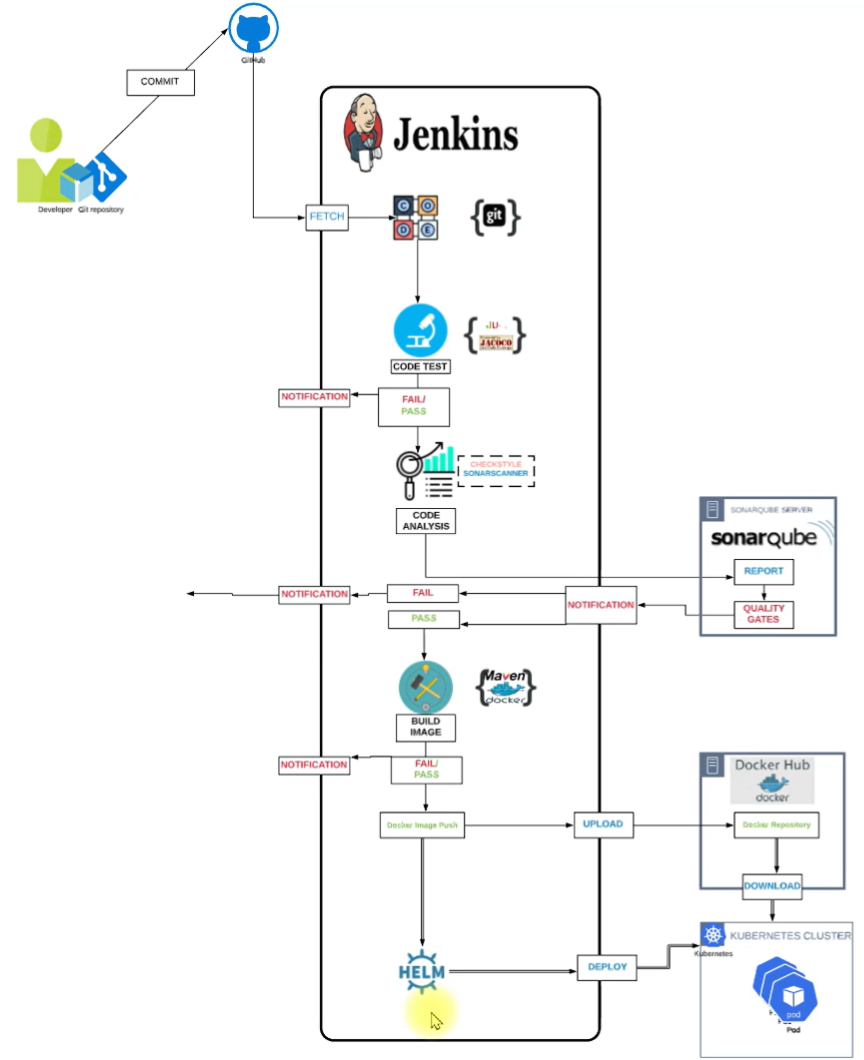 GitHub
COMMIT
Developer Git repository
Jenkins
FETCH
C O
D E
git
JU
JACOCO
CODE TEST
NOTIFICATION
FAIL/
PASS
CHECKSTYLE
SONARSCANNER
CODE
ANALYSIS
SONARQUBE SERVER
sonarqube
REPORT
QUALITY
GATES
NOTIFICATION
FAIL
NOTIFICATION
PASS
Maven
docker
BUILD
IMAGE
NOTIFICATION
FAIL/
PASS
Docker Hub
docker
Docker Image Push
UPLOAD
Docker Repository
DOWNLOAD
KUBERNETES CLUSTER
Kubernetes
HELM
DEPLOY
pod
Pod